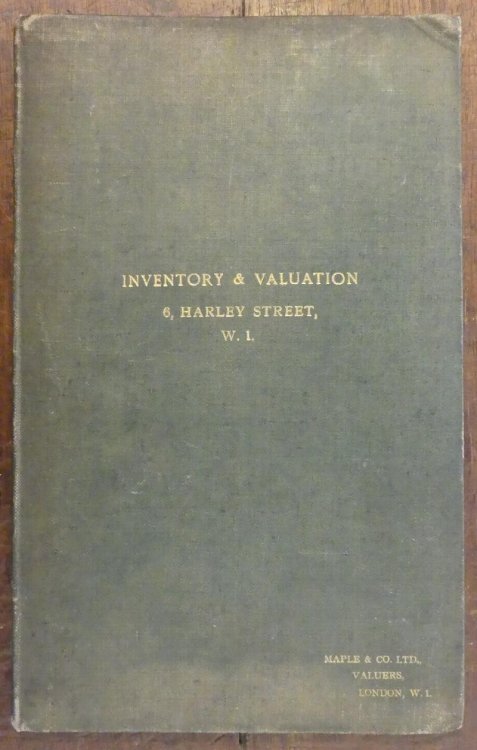 INVENTORY & VALUATION
6, HARLEY STREET,
W. 1.
MAPLE & CO. LTD.,
VALUERS,
LONDON, W. 1.